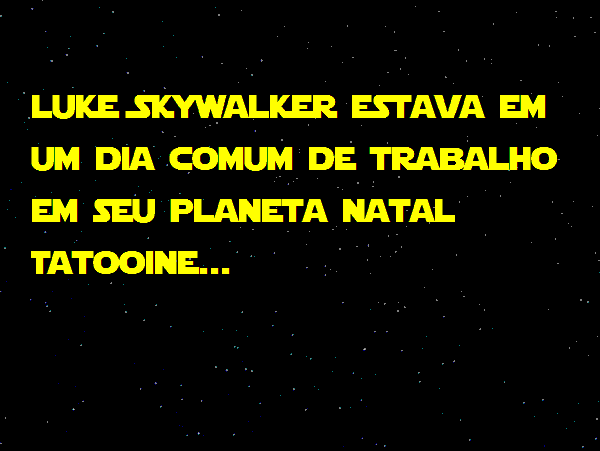 LUKE SKYWALKER ESTAVA EM
UM DIA COMUM DE TRABALHO
EM SEU PLANETA NATAL
TATOOINE...